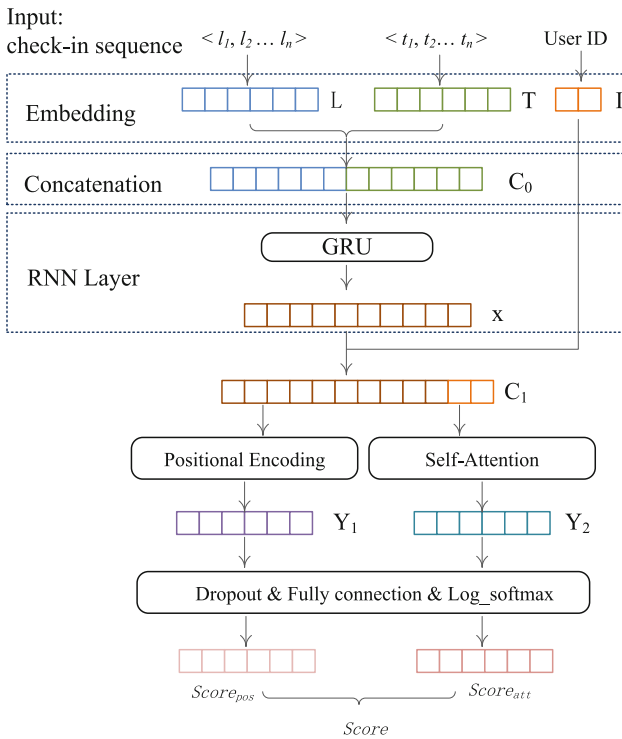 Input:
check-in sequence
< l₁, l₂ … lₙ >
< t₁, t₂ … tₙ >
User ID
Embedding
L
T
I
Concatenation
C₀
GRU
RNN Layer
x
C₁
Positional Encoding
Self-Attention
Y₁
Y₂
Dropout & Fully connection & Log_softmax
Scoreₚₒₛ
Scoreₐₜₜ
Score